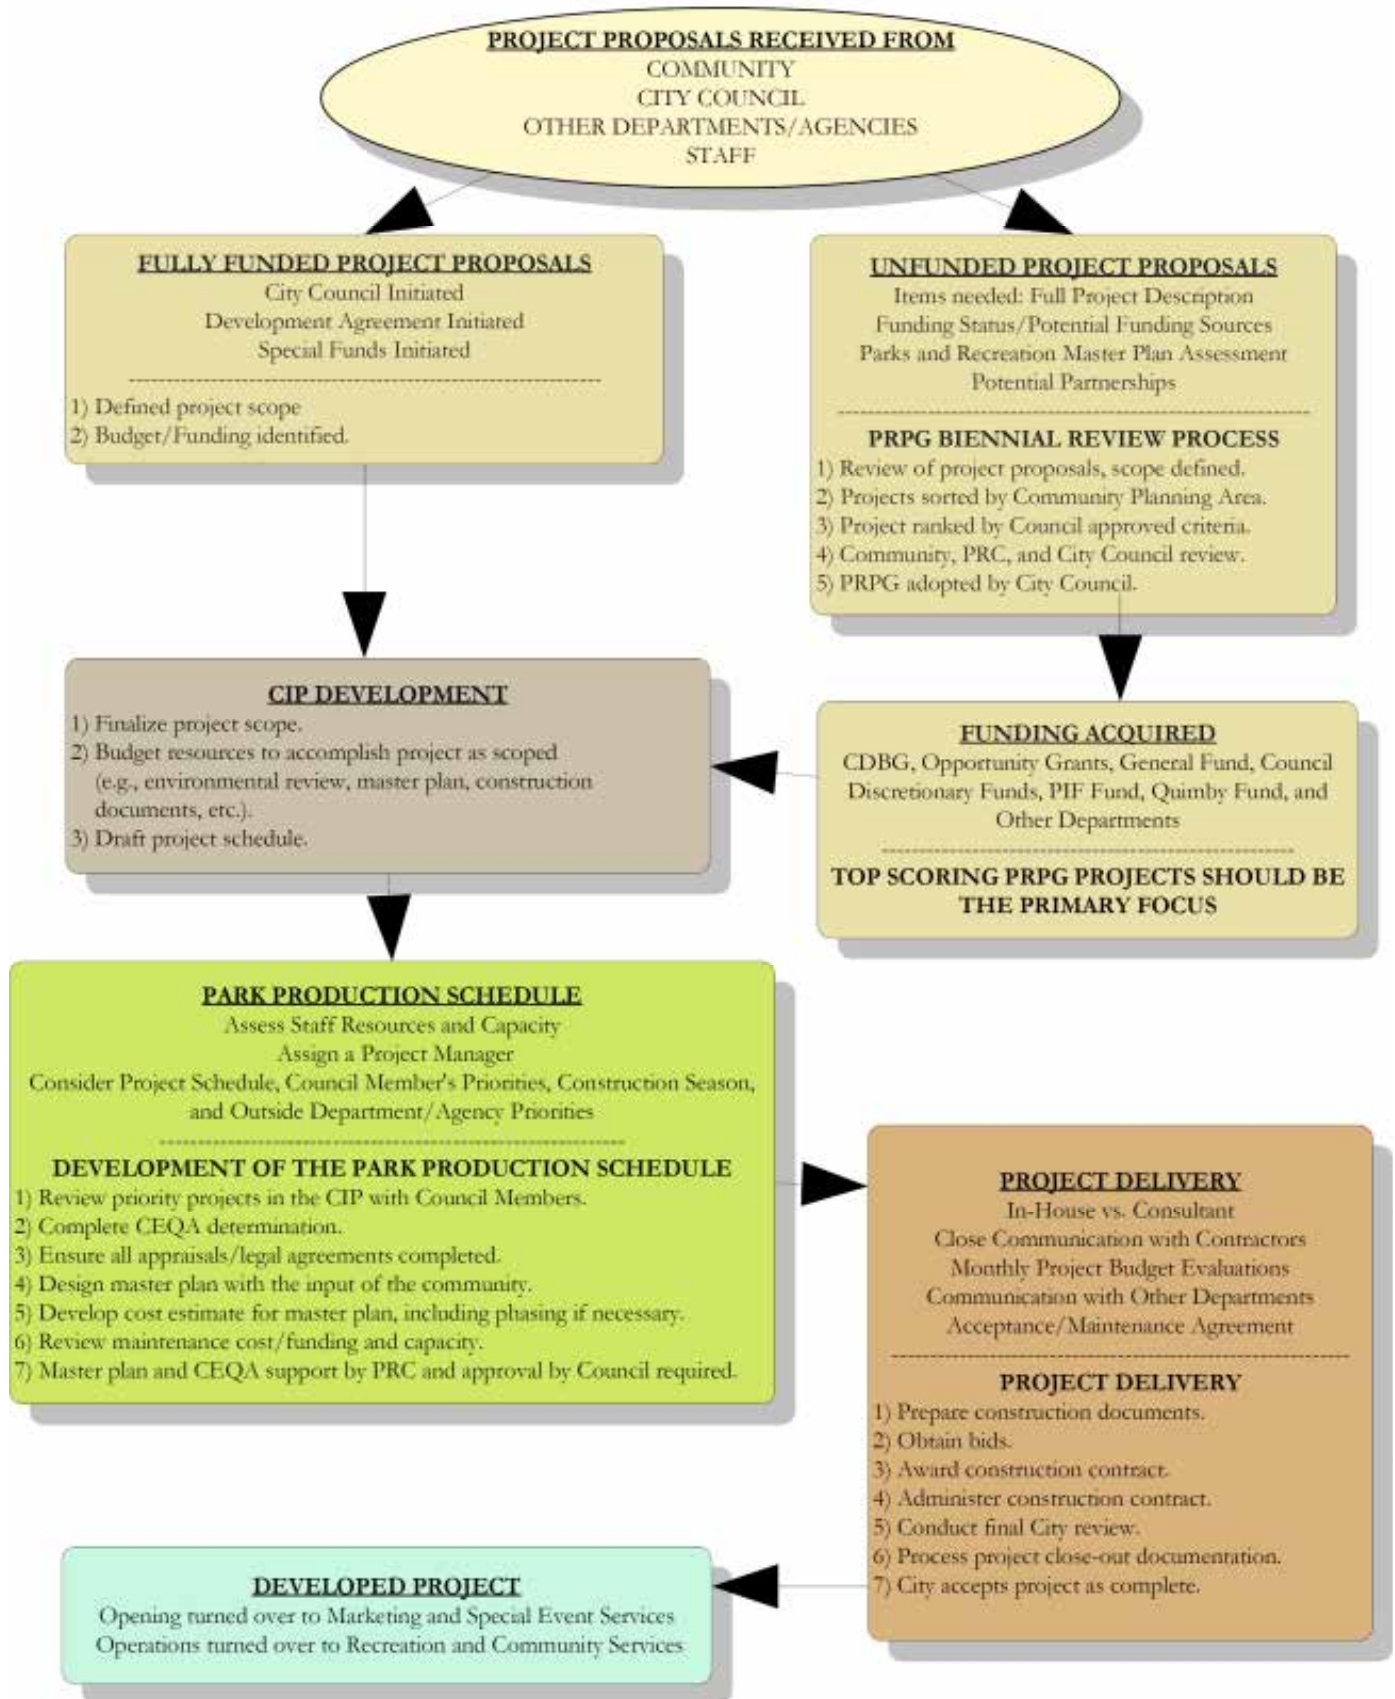 PROJECT PROPOSALS RECEIVED FROM
COMMUNITY
CITY COUNCIL
OTHER DEPARTMENTS/AGENCIES
STAFF
FULLY FUNDED PROJECT PROPOSALS
City Council Initiated
Development Agreement Initiated
Special Funds Initiated
1) Defined project scope
2) Budget/Funding identified.
UNFUNDED PROJECT PROPOSALS
Items needed: Full Project Description
Funding Status/Potential Funding Sources
Parks and Recreation Master Plan Assessment
Potential Partnerships
PRPG BIENNIAL REVIEW PROCESS
1) Review of project proposals, scope defined.
2) Projects sorted by Community Planning Area.
3) Project ranked by Council approved criteria.
4) Community, PRC, and City Council review.
5) PRPG adopted by City Council.
CIP DEVELOPMENT
1) Finalize project scope.
2) Budget resources to accomplish project as scoped
(e.g., environmental review, master plan, construction
documents, etc.).
3) Draft project schedule.
FUNDING ACQUIRED
CDBG, Opportunity Grants, General Fund, Council
Discretionary Funds, PIF Fund, Quimby Fund, and
Other Departments
TOP SCORING PRPG PROJECTS SHOULD BE
THE PRIMARY FOCUS
PARK PRODUCTION SCHEDULE
Assess Staff Resources and Capacity
Assign a Project Manager
Consider Project Schedule, Council Member's Priorities, Construction Season,
and Outside Department/Agency Priorities
DEVELOPMENT OF THE PARK PRODUCTION SCHEDULE
1) Review priority projects in the CIP with Council Members.
2) Complete CEQA determination.
3) Ensure all appraisals/legal agreements completed.
4) Design master plan with the input of the community.
5) Develop cost estimate for master plan, including phasing if necessary.
6) Review maintenance cost/funding and capacity.
7) Master plan and CEQA support by PRC and approval by Council required.
PROJECT DELIVERY
In-House vs. Consultant
Close Communication with Contractors
Monthly Project Budget Evaluations
Communication with Other Departments
Acceptance/Maintenance Agreement
PROJECT DELIVERY
1) Prepare construction documents.
2) Obtain bids.
3) Award construction contract.
4) Administer construction contract.
5) Conduct final City review.
6) Process project close-out documentation.
7) City accepts project as complete.
DEVELOPED PROJECT
Opening turned over to Marketing and Special Event Services
Operations turned over to Recreation and Community Services